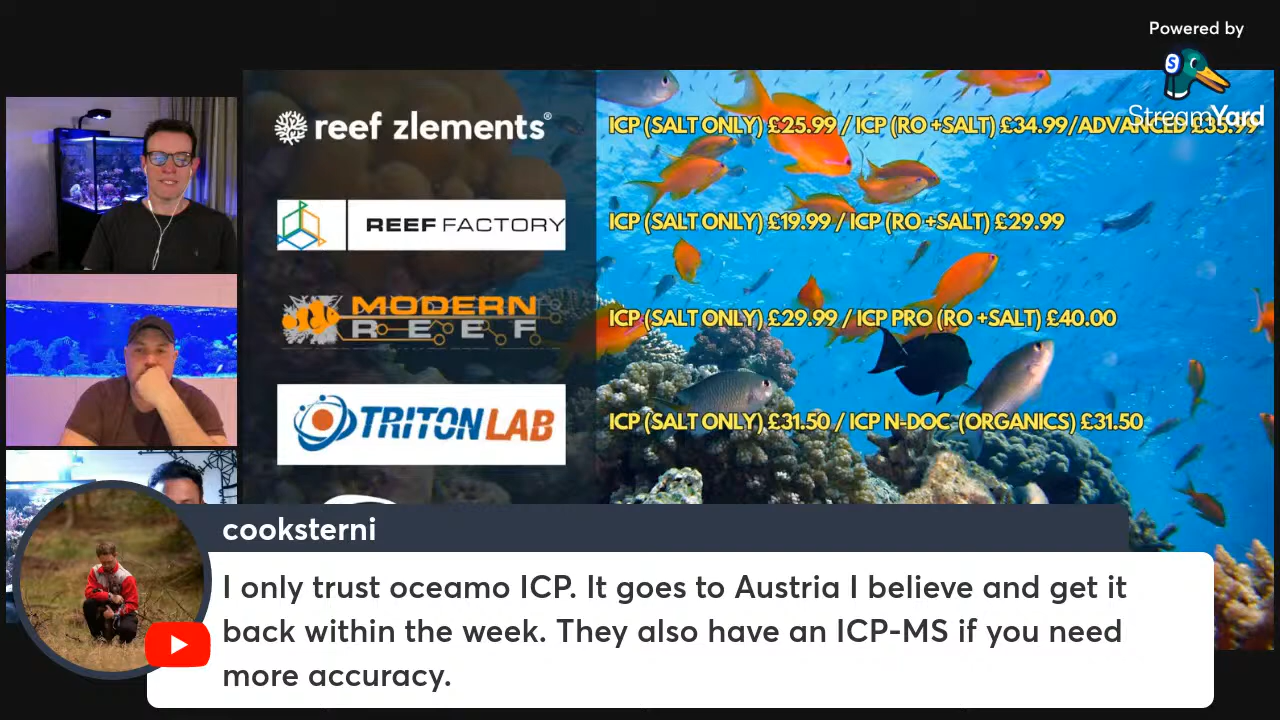 Powered by
StreamYard
reef zlements®
ICP (SALT ONLY) £25.99 / ICP (RO +SALT) £34.99/ADVANCED £35.99
REEF FACTORY
ICP (SALT ONLY) £19.99 / ICP (RO +SALT) £29.99
MODERN
REEF
ICP (SALT ONLY) £29.99 / ICP PRO (RO +SALT) £40.00
TRITON LAB
ICP (SALT ONLY) £31.50 / ICP N-DOC (ORGANICS) £31.50
cooksterni
I only trust oceamo ICP. It goes to Austria I believe and get it
back within the week. They also have an ICP-MS if you need
more accuracy.